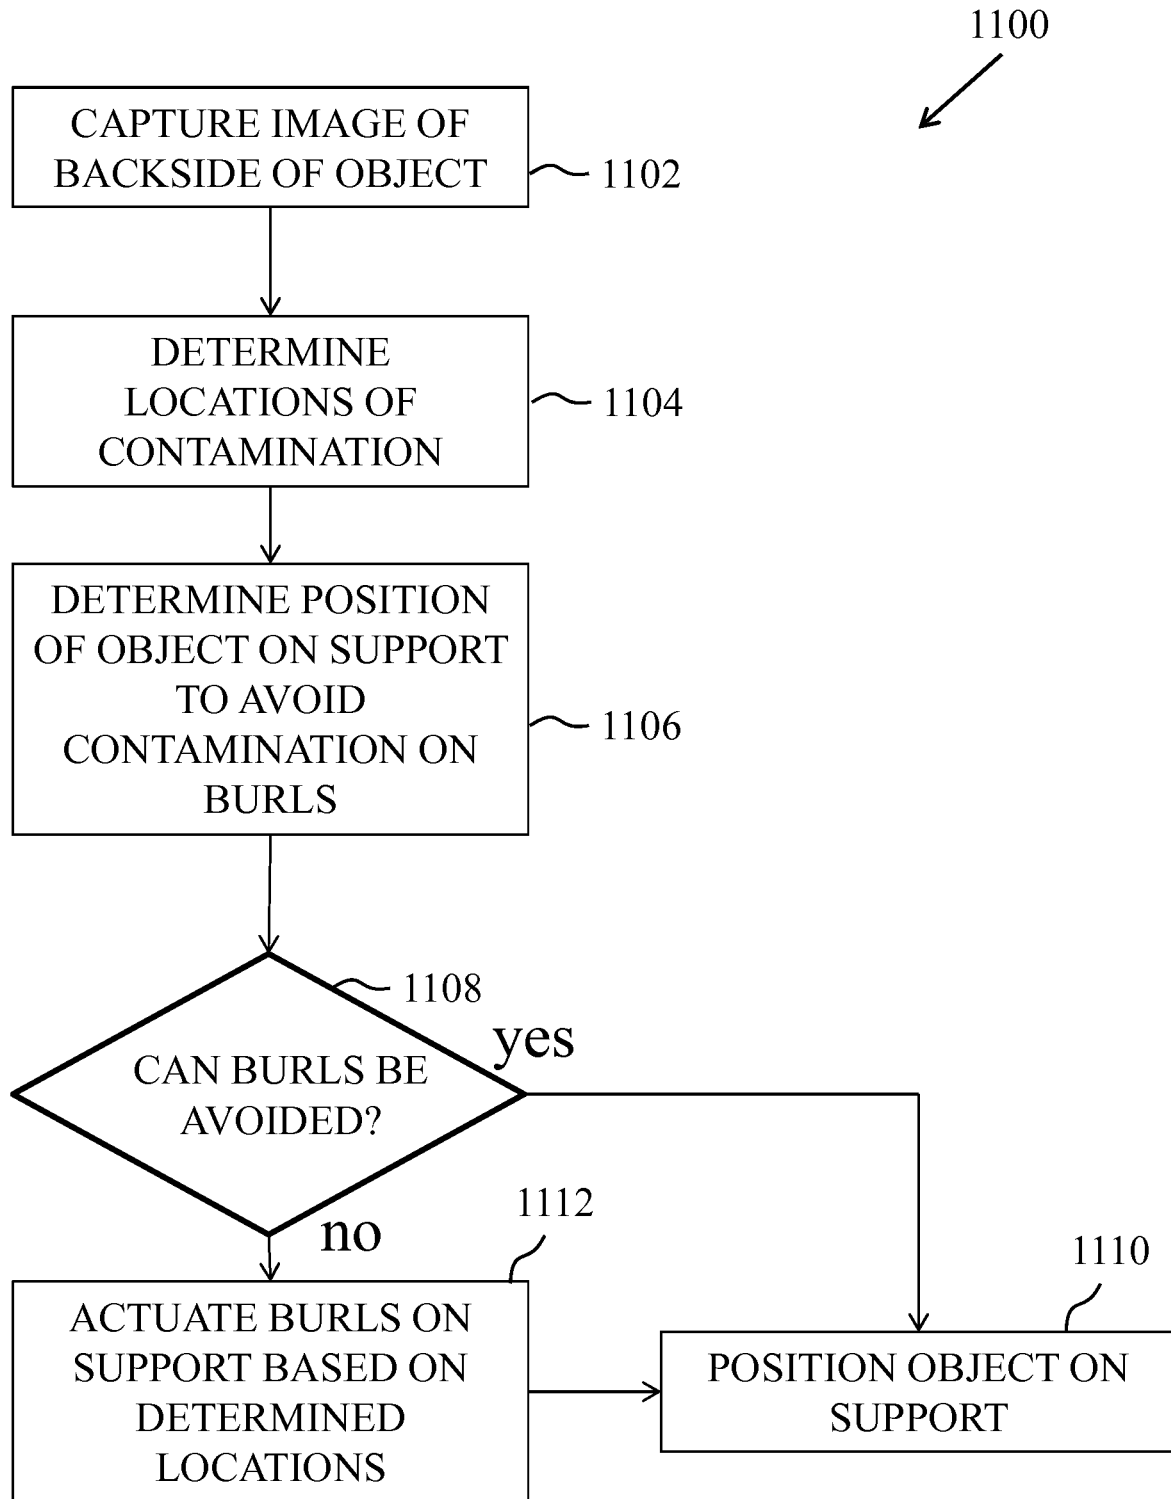 1100
CAPTURE IMAGE OF
BACKSIDE OF OBJECT
1102
DETERMINE
LOCATIONS OF
CONTAMINATION
1104
DETERMINE POSITION
OF OBJECT ON SUPPORT
TO AVOID
CONTAMINATION ON
BURLS
1106
1108
CAN BURLS BE
AVOIDED?
yes
no
1112
ACTUATE BURLS ON
SUPPORT BASED ON
DETERMINED
LOCATIONS
1110
POSITION OBJECT ON
SUPPORT